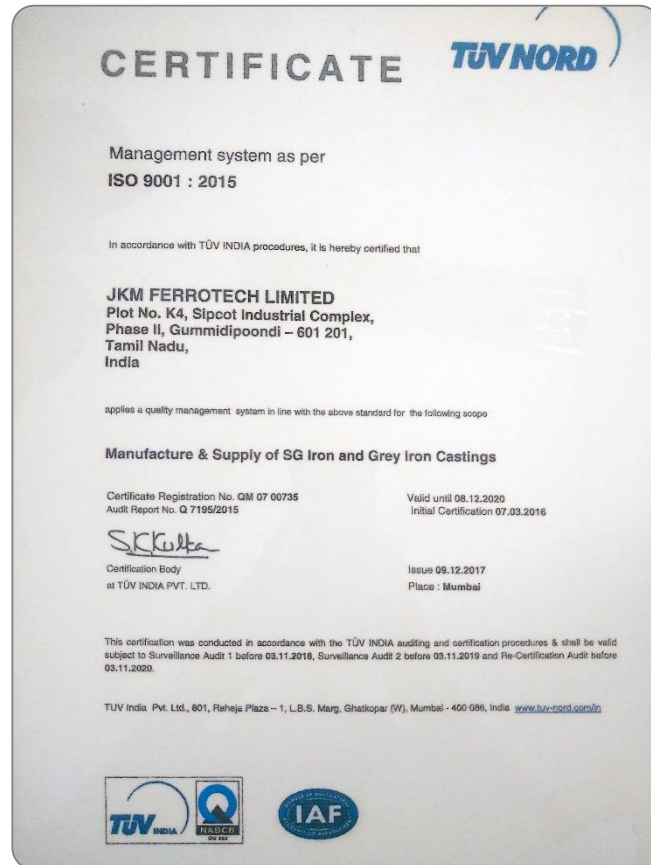 TÜV NORD
CERTIFICATE
Management system as per
ISO 9001 : 2015
In accordance with TÜV INDIA procedures, it is hereby certified that
JKM FERROTECH LIMITED
Plot No. K4, Sipcot Industrial Complex,
Phase II, Gummidipoondi – 601 201,
Tamil Nadu,
India
applies a quality management system in line with the above standard for the following scope
Manufacture & Supply of SG Iron and Grey Iron Castings
Certificate Registration No. QM 07 00735
Audit Report No. Q 7195/2015
Valid until 08.12.2020
Initial Certification 07.03.2016
Certification Body
at TÜV INDIA PVT. LTD.
Issue 09.12.2017
Place : Mumbai
This certification was conducted in accordance with the TÜV INDIA auditing and certification procedures & shall be valid
subject to Surveillance Audit 1 before 03.11.2018, Surveillance Audit 2 before 03.11.2019 and Re-Certification Audit before
03.11.2020.
TUV India Pvt. Ltd., 801, Raheja Plaza – 1, L.B.S. Marg, Ghatkopar (W), Mumbai - 400 086, India www.tuv-nord.com/in
TÜV INDIA
NABCB
IAF